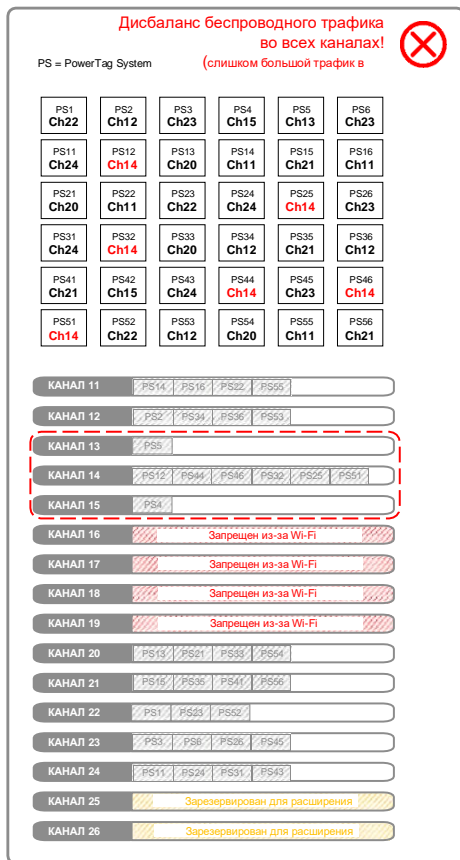 Дисбаланс беспроводного трафика
во всех каналах!
PS = PowerTag System
(слишком большой трафик в
PS1 PS2 PS3 PS4 PS5 PS6
Ch22 Ch12 Ch23 Ch15 Ch13 Ch23
PS11 PS12 PS13 PS14 PS15 PS16
Ch24 Ch14 Ch20 Ch11 Ch21 Ch11
PS21 PS22 PS23 PS24 PS25 PS26
Ch20 Ch11 Ch22 Ch24 Ch14 Ch23
PS31 PS32 PS33 PS34 PS35 PS36
Ch24 Ch14 Ch20 Ch12 Ch21 Ch12
PS41 PS42 PS43 PS44 PS45 PS46
Ch21 Ch15 Ch24 Ch14 Ch23 Ch14
PS51 PS52 PS53 PS54 PS55 PS56
Ch14 Ch22 Ch12 Ch20 Ch11 Ch21
КАНАЛ 11 PS14 PS16 PS22 PS55
КАНАЛ 12 PS2 PS34 PS36 PS53
КАНАЛ 13 PS5
КАНАЛ 14 PS12 PS44 PS46 PS32 PS25 PS51
КАНАЛ 15 PS4
КАНАЛ 16 Запрещен из-за Wi-Fi
КАНАЛ 17 Запрещен из-за Wi-Fi
КАНАЛ 18 Запрещен из-за Wi-Fi
КАНАЛ 19 Запрещен из-за Wi-Fi
КАНАЛ 20 PS13 PS21 PS33 PS54
КАНАЛ 21 PS15 PS35 PS41 PS56
КАНАЛ 22 PS1 PS23 PS52
КАНАЛ 23 PS3 PS6 PS26 PS45
КАНАЛ 24 PS11 PS24 PS31 PS43
КАНАЛ 25 Зарезервирован для расширения
КАНАЛ 26 Зарезервирован для расширения